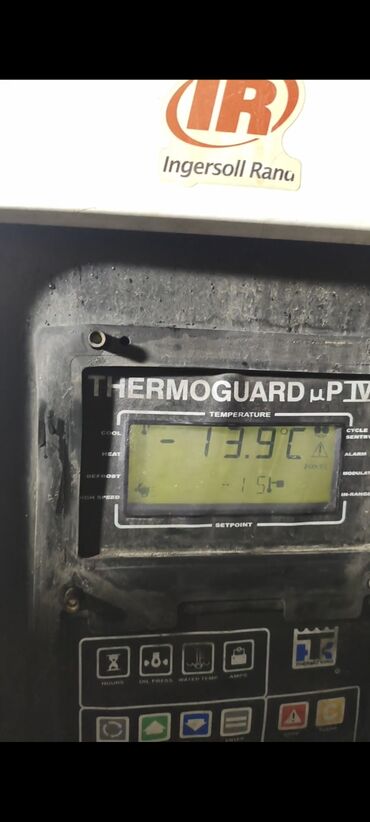 IR
Ingersoll Rand
THERMOGUARD µP IV
TEMPERATURE
COOL
HEAT
DEFROST
HIGH SPEED
-13.9°C
-15
CYCLE
SENTRY
ALARM
MODULAT
IN-RANGE
SETPOINT
HOURS
OIL PRESS
WATER TEMP
AMPS